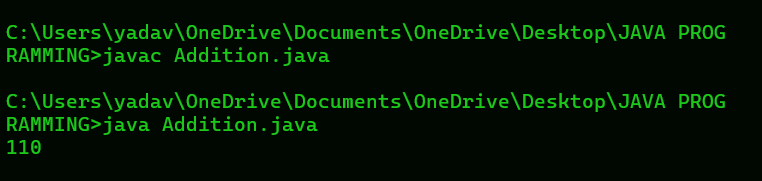 C:\Users\yadav\OneDrive\Documents\OneDrive\Desktop\JAVA PROG
RAMMING>javac Addition.java
C:\Users\yadav\OneDrive\Documents\OneDrive\Desktop\JAVA PROG
RAMMING>java Addition.java
110